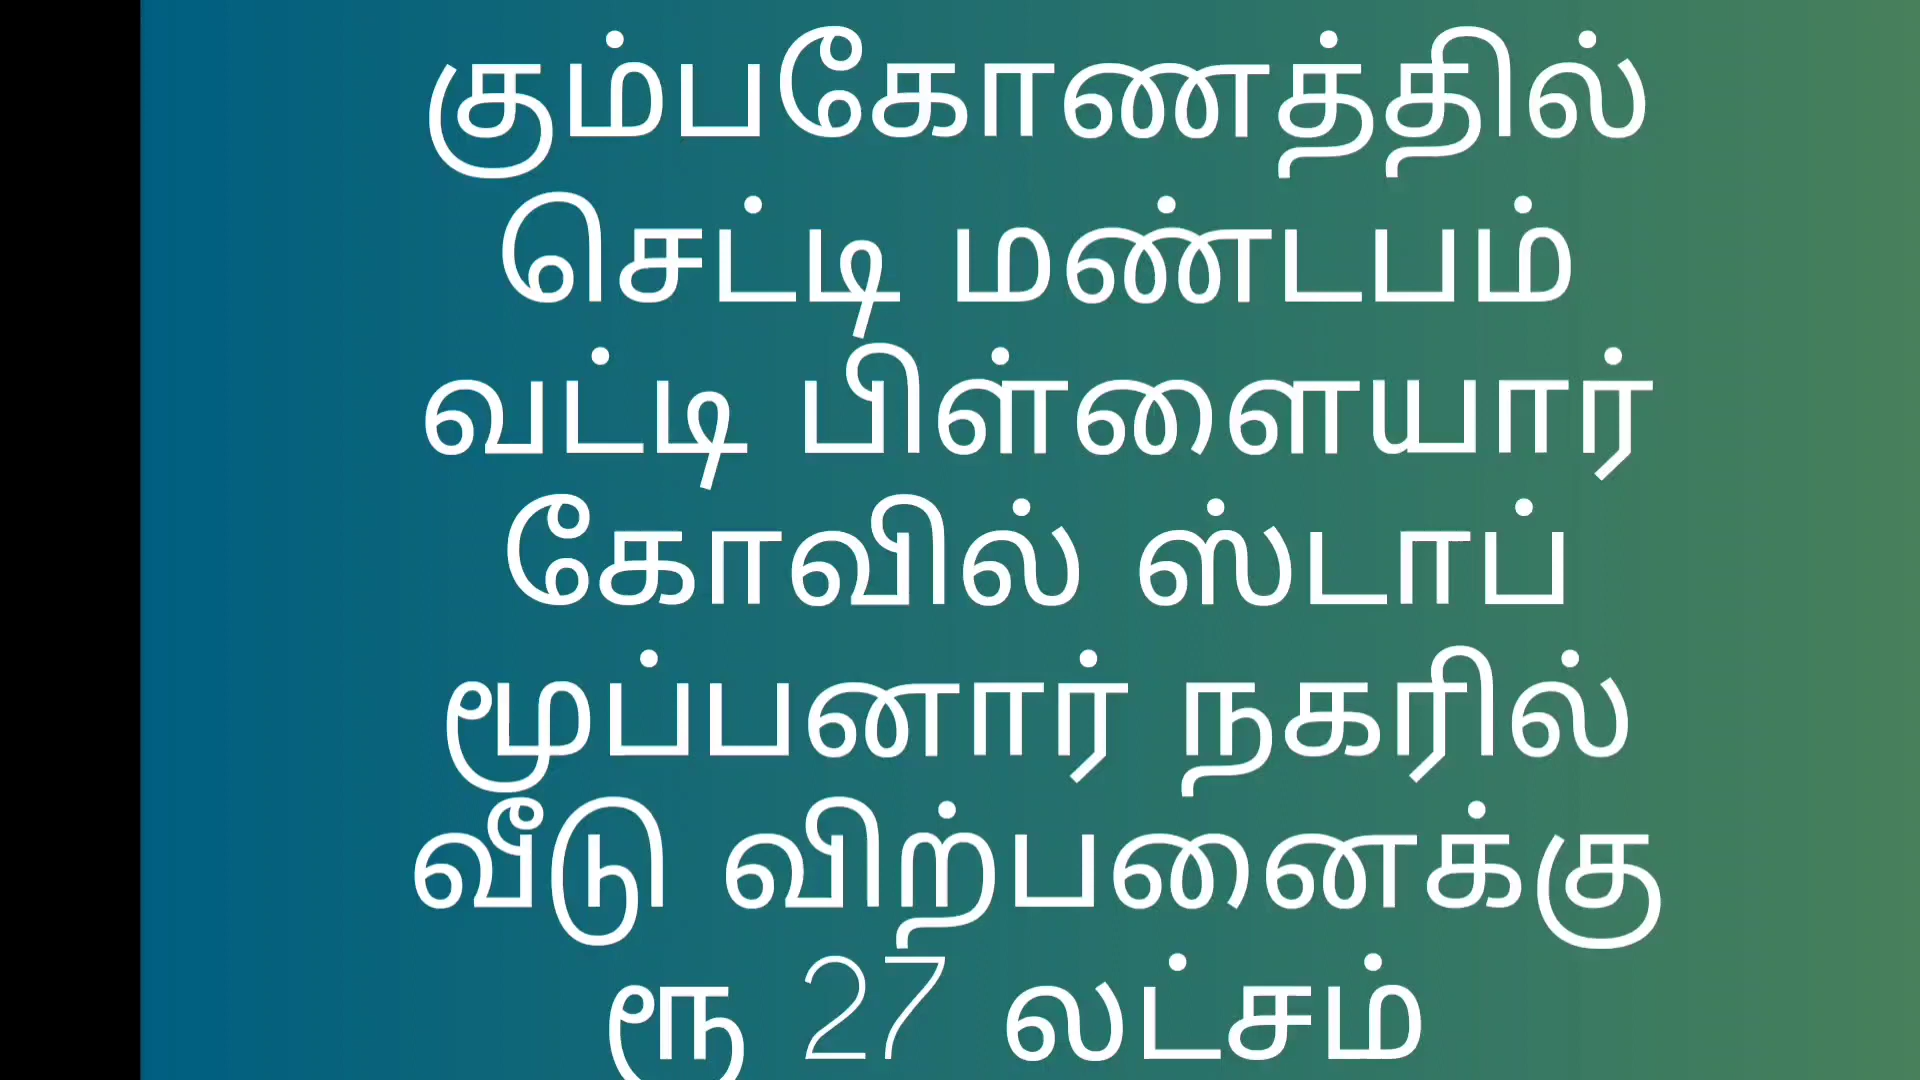 கும்பகோணத்தில்
செட்டி மண்டபம்
வட்டி பிள்ளையார்
கோவில் ஸ்டாப்
மூப்பனார் நகரில்
வீடு விற்பனைக்கு
ரூ 27 லட்சம்